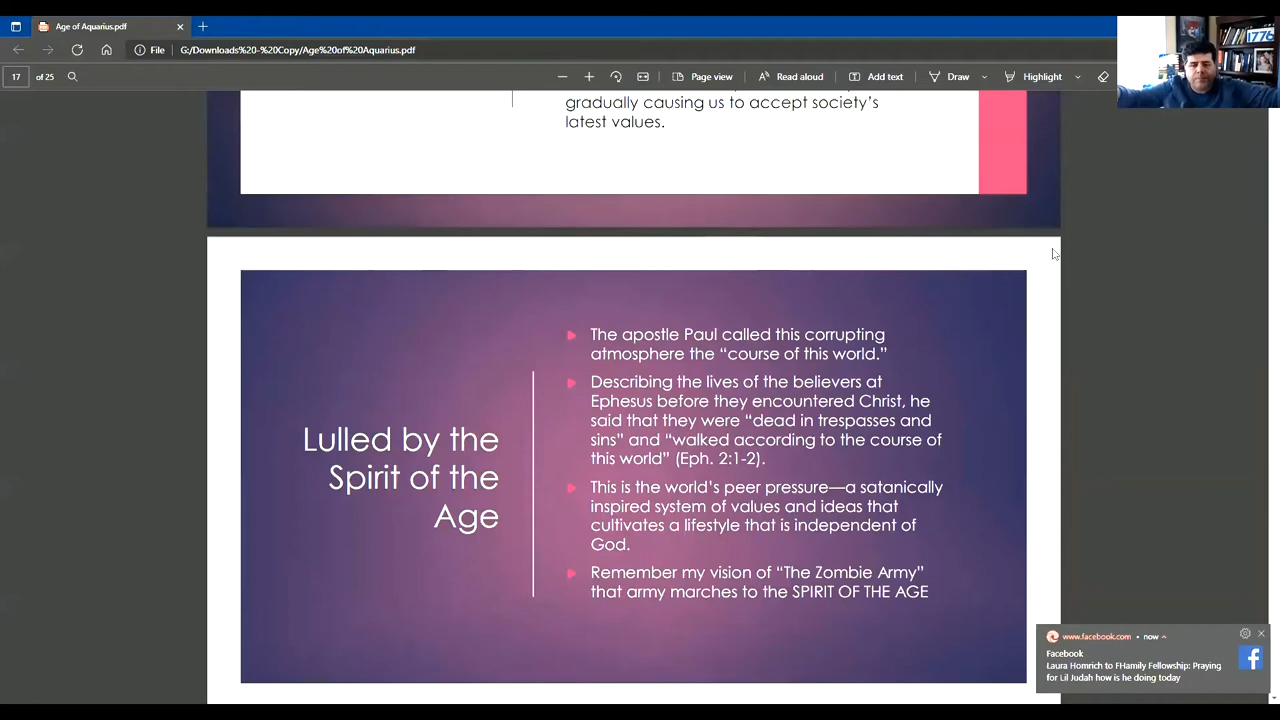 Age of Aquarius.pdf
File
G:/Downloads%20-%20Copy/Age%20of%20Aquarius.pdf
17
of 25
Page view
Read aloud
Add text
Draw
Highlight
1776
gradually causing us to accept society’s
latest values.
Lulled by the
Spirit of the
Age
The apostle Paul called this corrupting
atmosphere the “course of this world.”
Describing the lives of the believers at
Ephesus before they encountered Christ, he
said that they were “dead in trespasses and
sins” and “walked according to the course of
this world” (Eph. 2:1-2).
This is the world’s peer pressure—a satanically
inspired system of values and ideas that
cultivates a lifestyle that is independent of
God.
Remember my vision of “The Zombie Army”
that army marches to the SPIRIT OF THE AGE
www.facebook.com • now
Facebook
Laura Homrich to FHamily Fellowship: Praying
for Lil Judah how is he doing today